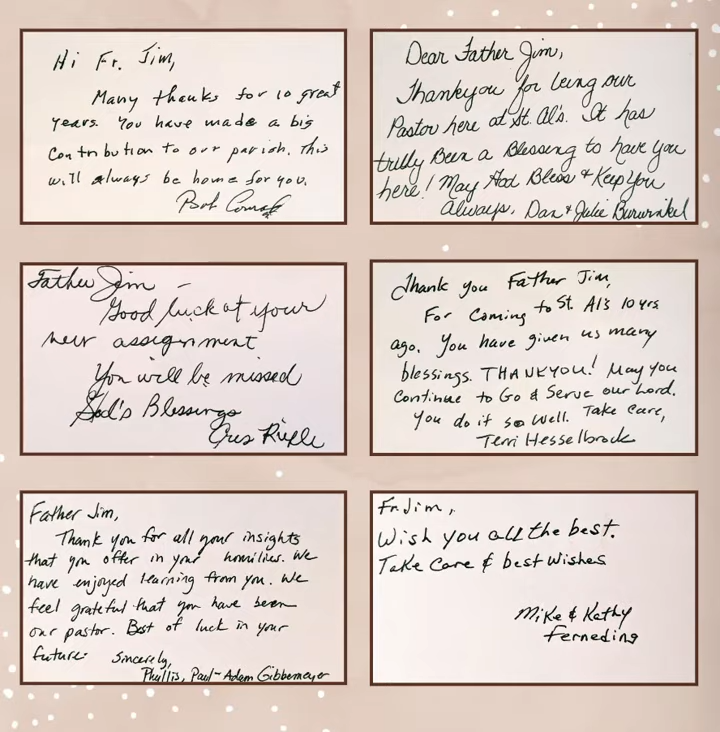 Hi Fr. Jim,
Many thanks for 10 great
years. You have made a big
contribution to our parish. This
will always be home for you.
Bob
Dear Father Jim,
Thankyou for being our
Pastor here at St. Al's. It has
trully Been a Blessing to have you
here! May God Bless & Keep You
always, Dan & Julie Burwinkel
Father Jim –
Good luck at your
new assignment
You will be missed
God's Blessings
Cris
Thank you Father Jim,
For Coming to St. Al's 10 yrs
ago. You have given us many
blessings. THANKYOU! May you
Continue to Go & Serve our Lord.
You do it so well. Take Care,
Terri Hesselbrock
Father Jim,
Thank you for all your insights
that you offer in your homilies. We
have enjoyed learning from you. We
feel grateful that you have been
our pastor. Best of luck in your
future. Sincerely,
Phyllis, Paul - Adam Gibbemeyer
Fr. Jim,
Wish you all the best.
Take Care & best Wishes
Mike & Kathy
Ferneding